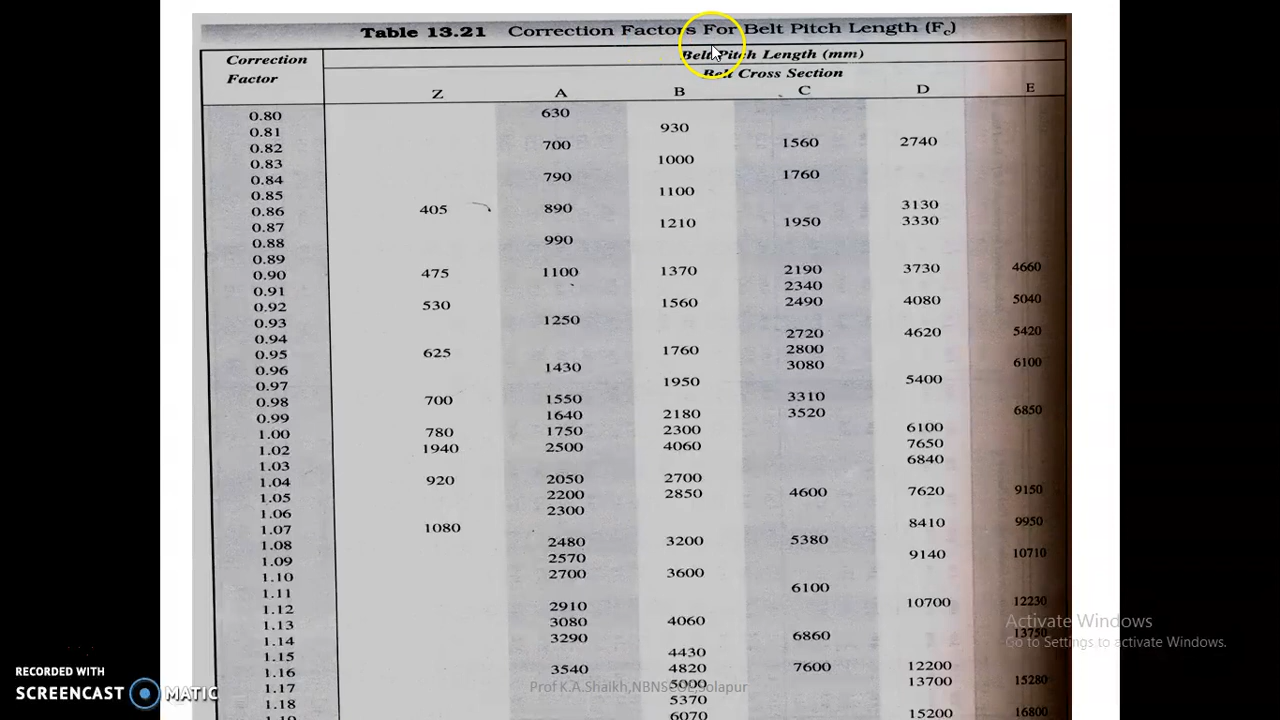 Table 13.21 Correction Factors For Belt Pitch Length (Fc)
Correction Factor
Belt Pitch Length (mm)
Belt Cross Section
Z A B C D E
0.80 630
0.81 930
0.82 700 1560 2740
0.83 1000
0.84 790 1760
0.85 1100
0.86 405 890 3130
0.87 1210 1950 3330
0.88 990
0.89
0.90 475 1100 1370 2190 3730 4660
0.91 2340
0.92 530 1560 2490 4080 5040
0.93 1250
0.94 2720 4620 5420
0.95 625 1760 2800
0.96 1430 3080 6100
0.97 1950 5400
0.98 700 1550 3310
0.99 1640 2180 3520 6850
1.00 780 1750 2300 6100
1.02 1940 2500 4060 7650
1.03 6840
1.04 920 2050 2700
1.05 2200 2850 4600 7620 9150
1.06 2300
1.07 1080 8410 9950
1.08 2480 3200 5380
1.09 2570 9140 10710
1.10 2700 3600
1.11 6100
1.12 2910 10700 12230
1.13 3080 4060
1.14 3290 6860 13750
1.15 4430
1.16 3540 4820 7600 12200
1.17 5000 13700 15280
1.18 5370
1.19 6070 15200 16800
Prof K.A.Shaikh,NBNSCOE,Solapur
Activate Windows
Go to Settings to activate Windows.
RECORDED WITH
SCREENCAST MATIC